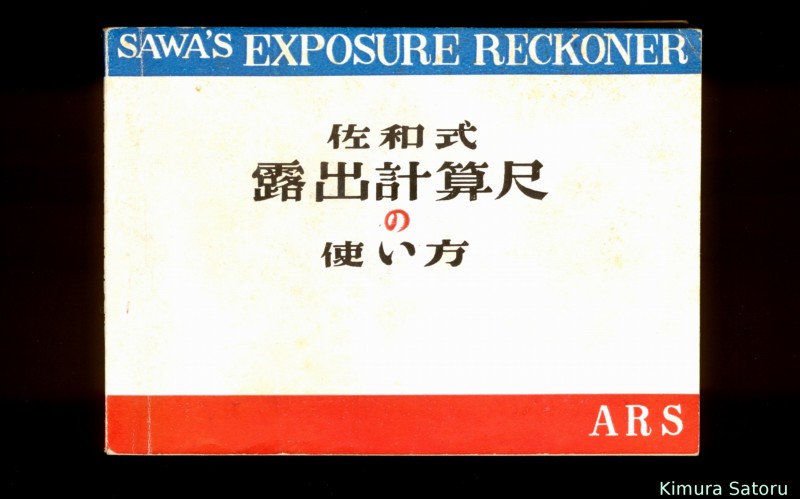 SAWA'S EXPOSURE RECKONER
佐和式
露出計算尺
の
使い方
ARS
Kimura Satoru